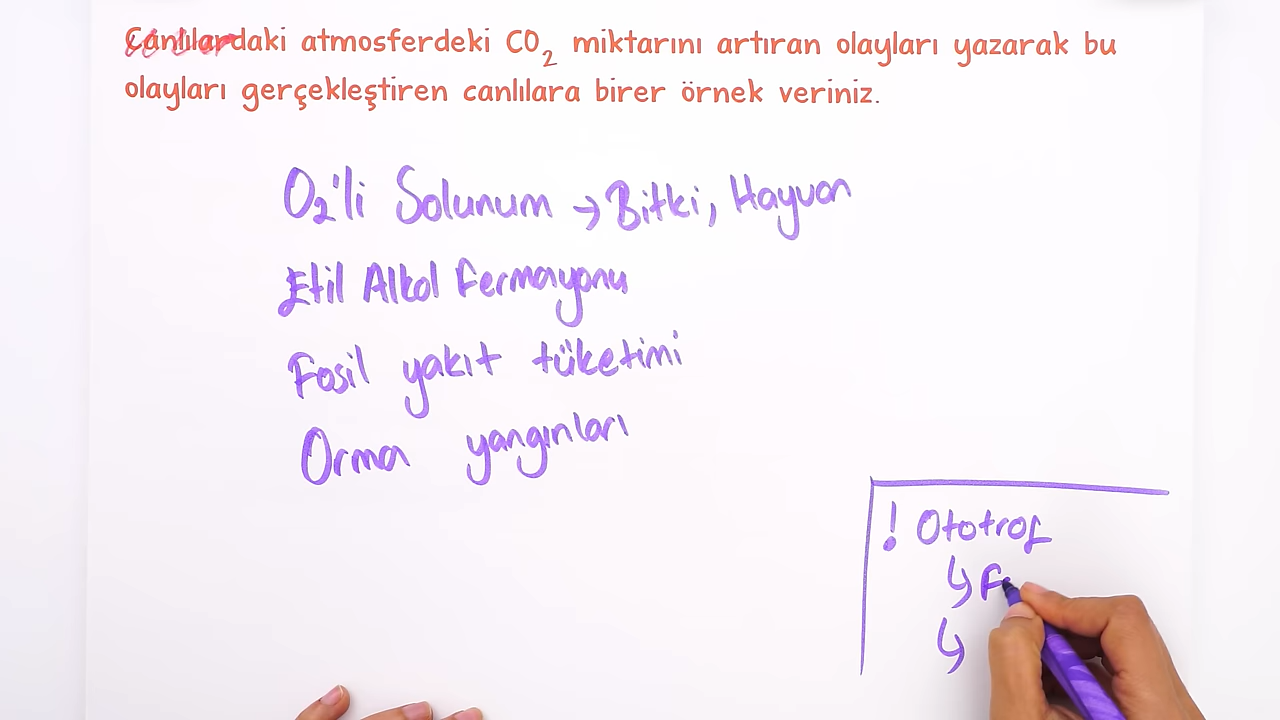 Canlılardaki atmosferdeki CO₂ miktarını artıran olayları yazarak bu
olayları gerçekleştiren canlılara birer örnek veriniz.
O₂'li Solunum → Bitki, Hayvan
Etil Alkol Fermayonu
Fosil yakıt tüketimi
Orma yangınları
! Ototrof
↳ F
↳